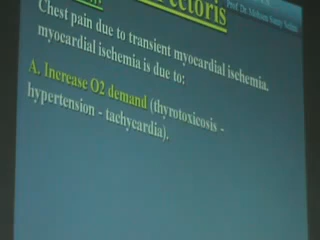 Prof Dr.
Chest pain due to transient myocardial ischemia.
myocardial ischemia is due to:
A. Increase O2 demand (thyrotoxicosis -
hypertension - tachycardia).